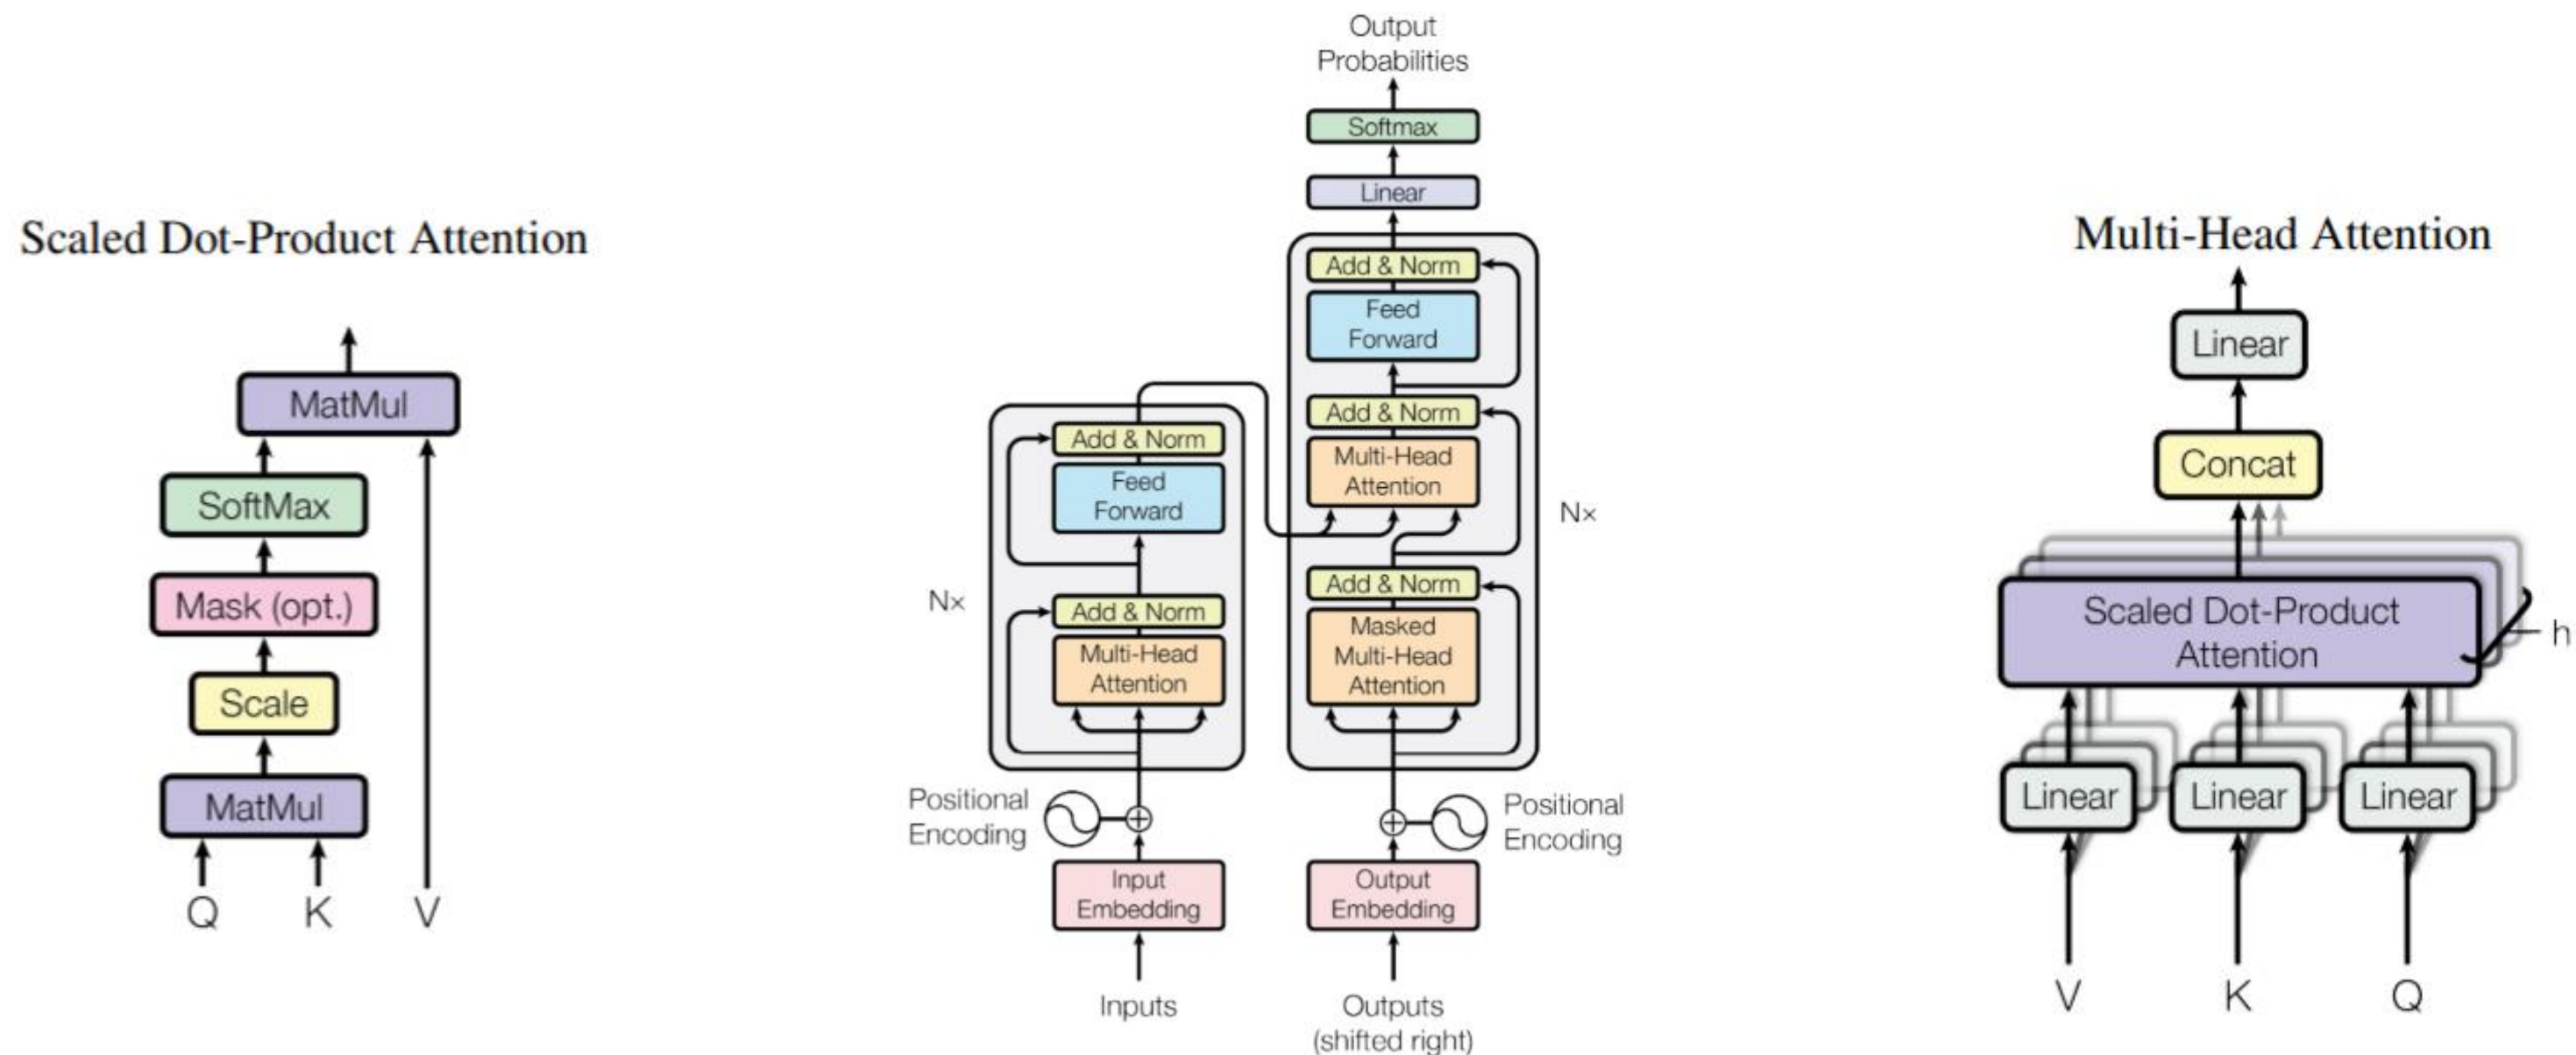 Scaled Dot-Product Attention
MatMul
SoftMax
Mask (opt.)
Scale
MatMul
Q K V
Output
Probabilities
Softmax
Linear
Add & Norm
Feed
Forward
Add & Norm
Multi-Head
Attention
Nx
Add & Norm
Masked
Multi-Head
Attention
Positional
Encoding
Output
Embedding
Outputs
(shifted right)
Add & Norm
Feed
Forward
Nx
Add & Norm
Multi-Head
Attention
Positional
Encoding
Input
Embedding
Inputs
Multi-Head Attention
Linear
Concat
Scaled Dot-Product
Attention
h
Linear Linear Linear
V K Q